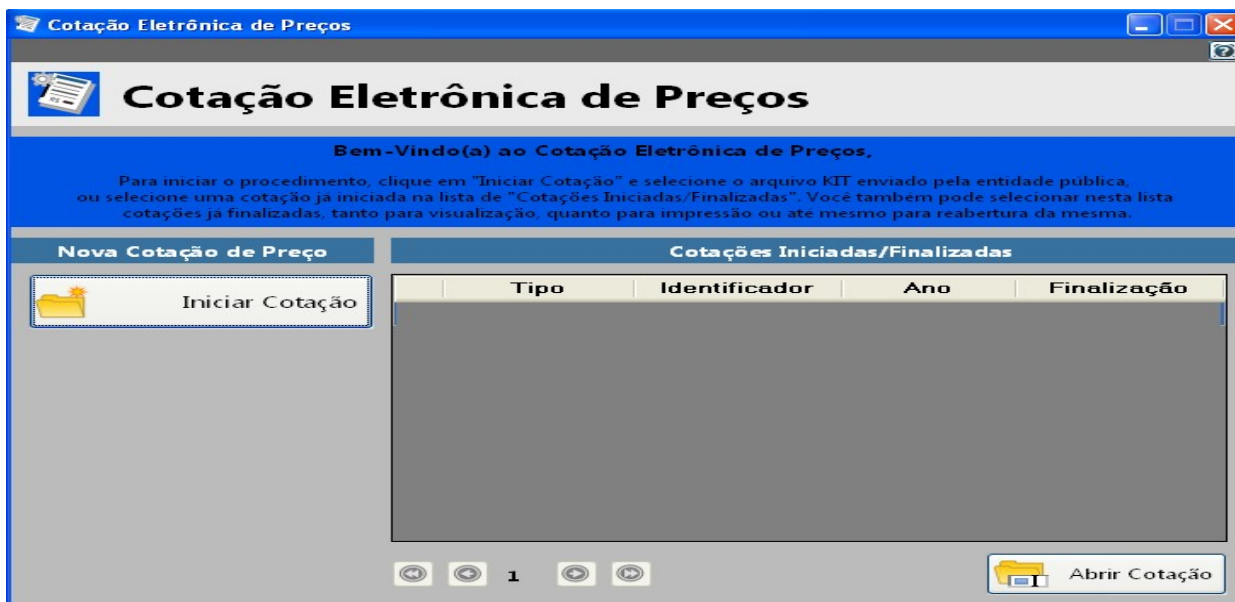 Cotação Eletrônica de Preços
Cotação Eletrônica de Preços
Bem-Vindo(a) ao Cotação Eletrônica de Preços,
Para iniciar o procedimento, clique em "Iniciar Cotação" e selecione o arquivo KIT enviado pela entidade pública,
ou selecione uma cotação já iniciada na lista de "Cotações Iniciadas/Finalizadas". Você também pode selecionar nesta lista
cotações já finalizadas, tanto para visualização, quanto para impressão ou até mesmo para reabertura da mesma.
Nova Cotação de Preço
Iniciar Cotação
Cotações Iniciadas/Finalizadas
Tipo Identificador Ano Finalização
1
Abrir Cotação